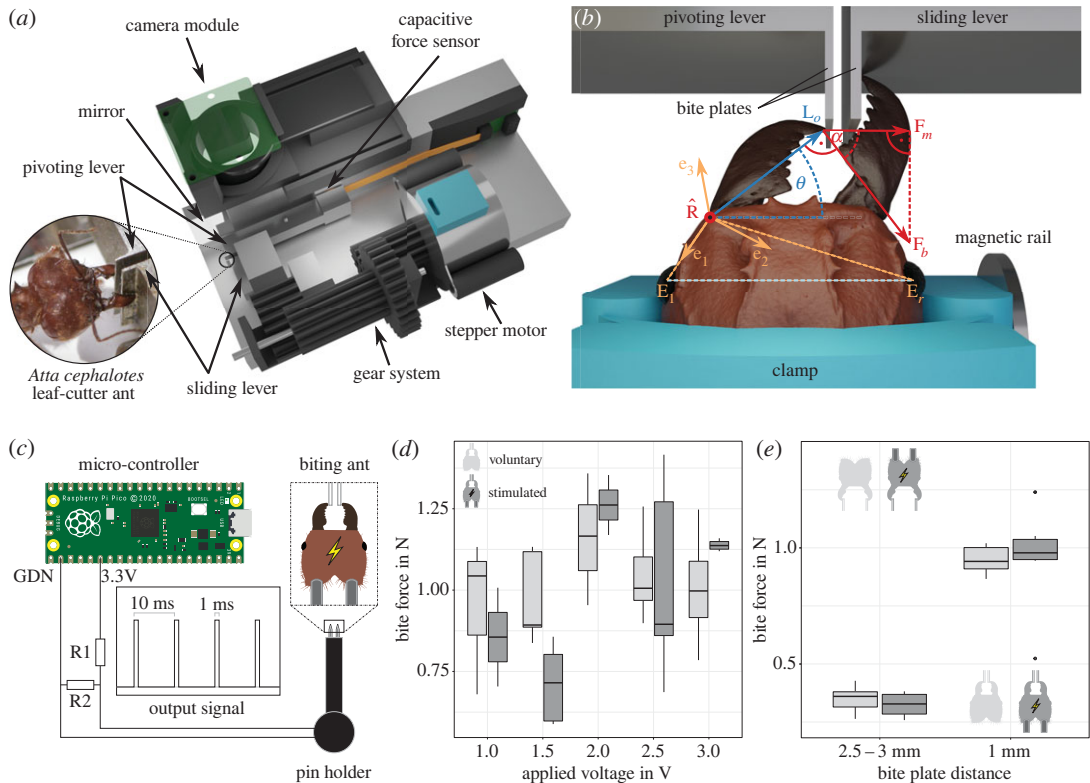 (a)
camera module
capacitive
force sensor
mirror
pivoting lever
Atta cephalotes
leaf-cutter ant
sliding lever
gear system
stepper motor
(b)
pivoting lever
sliding lever
bite plates
L_o
F_m
α
θ
e_3
R̂
e_1
e_2
F_b
E_l
E_r
magnetic rail
clamp
(c)
micro-controller
biting ant
Raspberry Pi Pico ©2020
BOOTSEL
USB
GDN
3.3V
10 ms
1 ms
R1
R2
output signal
pin holder
(d)
voluntary
stimulated
bite force in N
1.25
1.00
0.75
1.0
1.5
2.0
2.5
3.0
applied voltage in V
(e)
bite force in N
1.0
0.5
2.5–3 mm
1 mm
bite plate distance